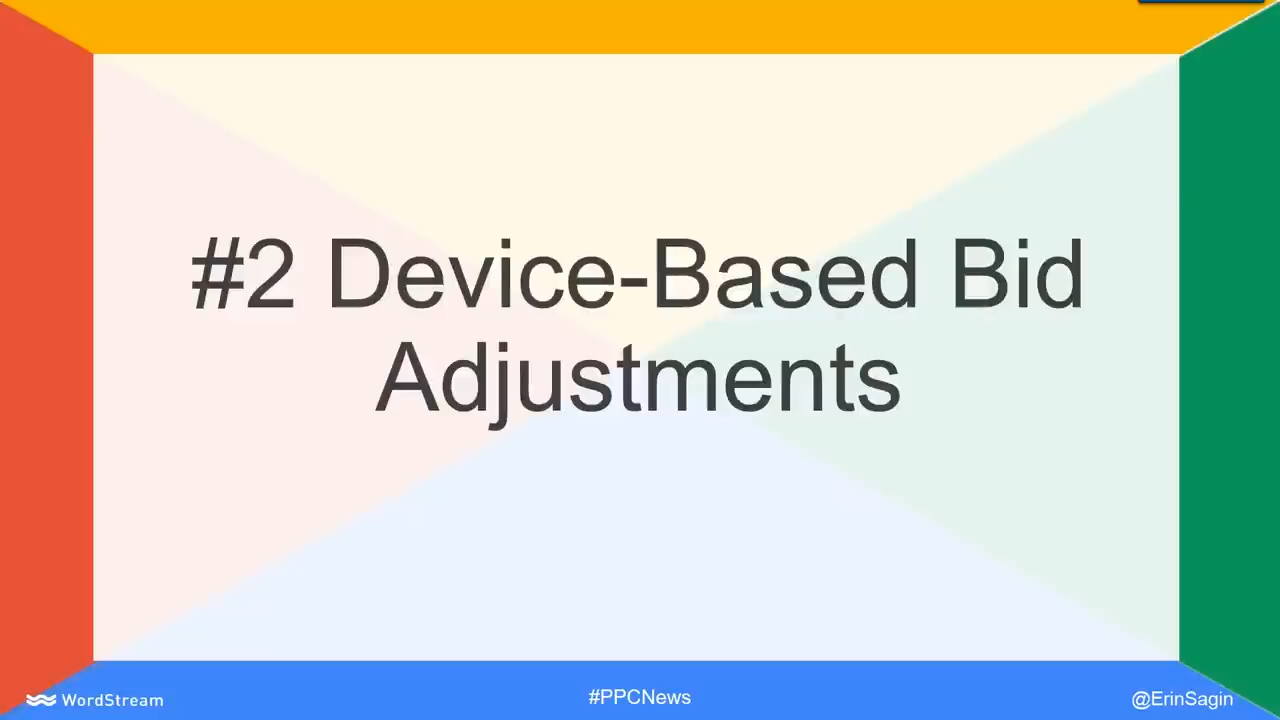 #2 Device-Based Bid
Adjustments
WordStream
#PPCNews
@ErinSagin